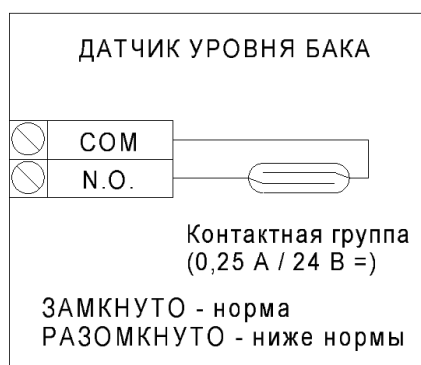 ДАТЧИК УРОВНЯ БАКА
COM
N.O.
Контактная группа
(0,25 А / 24 В =)
ЗАМКНУТО - норма
РАЗОМКНУТО - ниже нормы